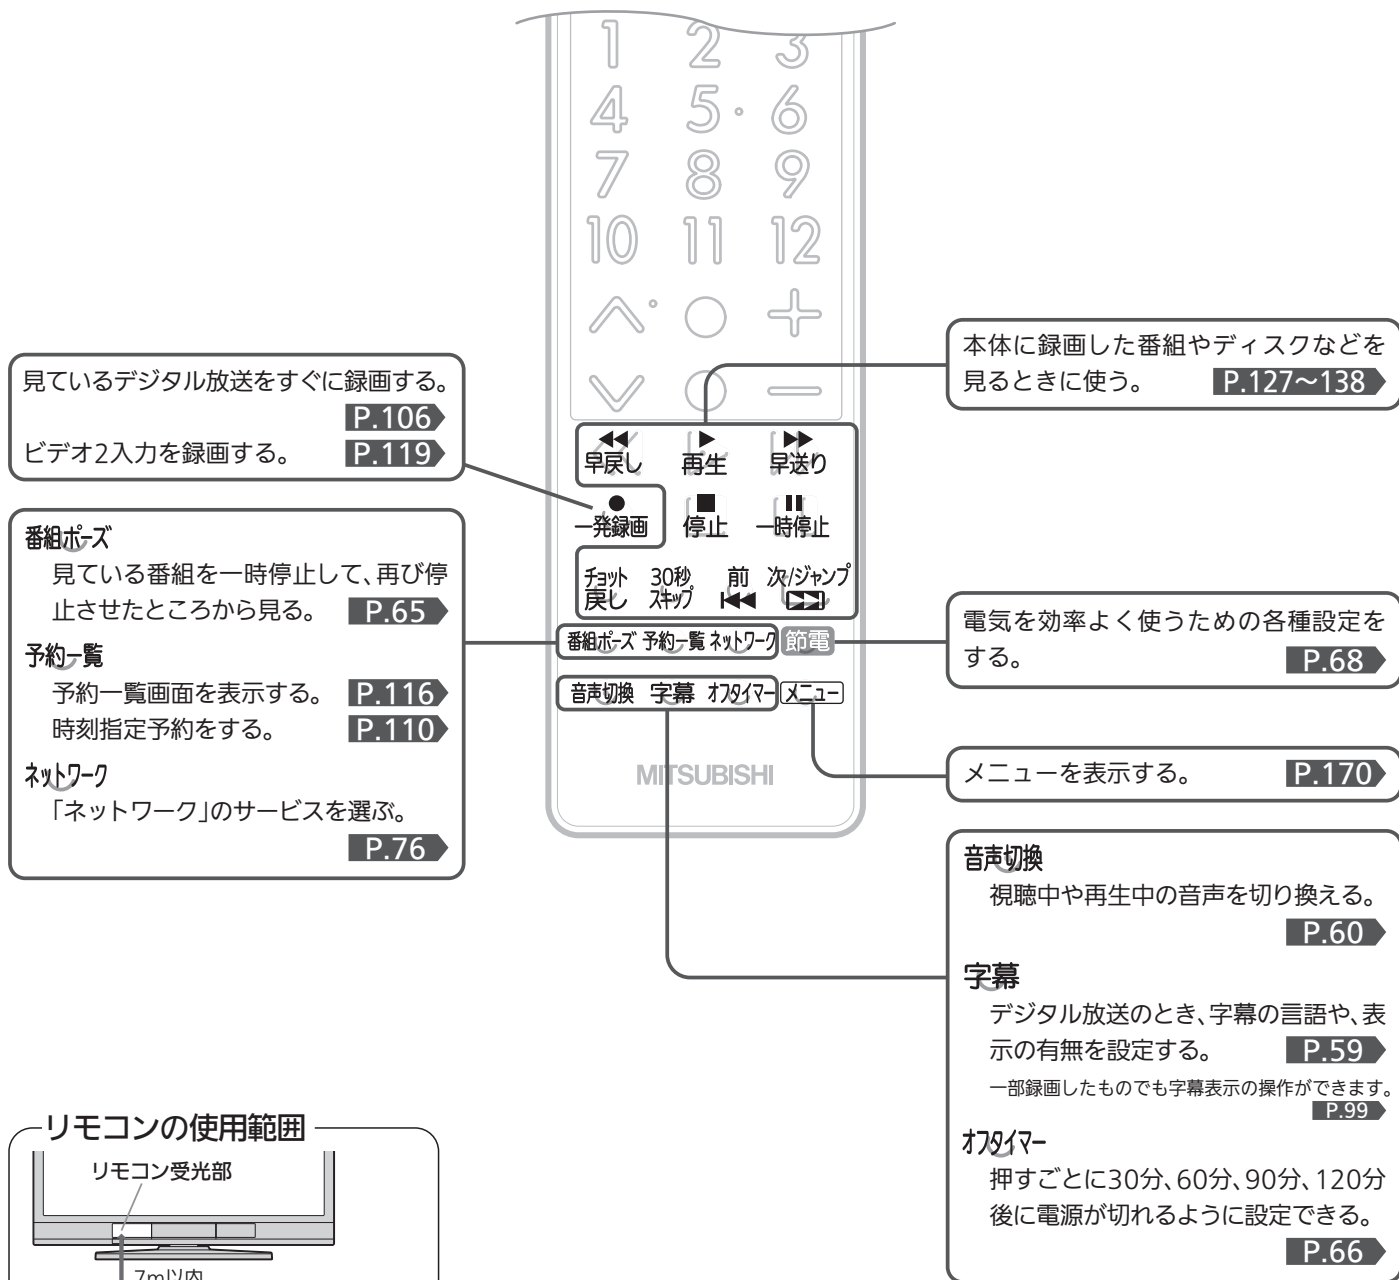 1 2 3
4 5 6
7 8 9
10 11 12
早戻し 再生 早送り
一発録画 停止 一時停止
チョット戻し 30秒スキップ 前 次/ジャンプ
番組ポーズ 予約一覧 ネットワーク 節電
音声切換 字幕 オフタイマー メニュー
MITSUBISHI
見ているデジタル放送をすぐに録画する。
P.106
ビデオ2入力を録画する。 P.119
番組ポーズ
見ている番組を一時停止して、再び停
止させたところから見る。 P.65
予約一覧
予約一覧画面を表示する。 P.116
時刻指定予約をする。 P.110
ネットワーク
「ネットワーク」のサービスを選ぶ。
P.76
本体に録画した番組やディスクなどを
見るときに使う。 P.127~138
電気を効率よく使うための各種設定を
する。 P.68
メニューを表示する。 P.170
音声切換
視聴中や再生中の音声を切り換える。
P.60
字幕
デジタル放送のとき、字幕の言語や、表
示の有無を設定する。 P.59
一部録画したものでも字幕表示の操作ができます。
P.99
オフタイマー
押すごとに30分、60分、90分、120分
後に電源が切れるように設定できる。
P.66
リモコンの使用範囲
リモコン受光部
7m以内